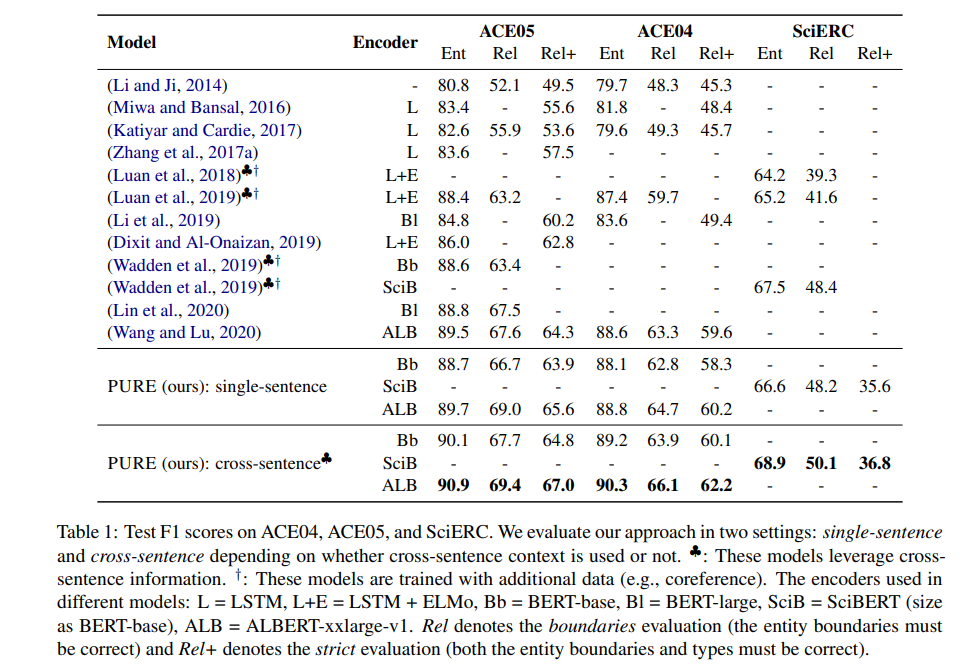 Model Encoder ACE05 ACE04 SciERC
Ent Rel Rel+ Ent Rel Rel+ Ent Rel Rel+
(Li and Ji, 2014) - 80.8 52.1 49.5 79.7 48.3 45.3 - - -
(Miwa and Bansal, 2016) L 83.4 - 55.6 81.8 - 48.4 - - -
(Katiyar and Cardie, 2017) L 82.6 55.9 53.6 79.6 49.3 45.7 - - -
(Zhang et al., 2017a) L 83.6 - 57.5 - - - - - -
(Luan et al., 2018)♣† L+E - - - - - - 64.2 39.3 -
(Luan et al., 2019)♣† L+E 88.4 63.2 - 87.4 59.7 - 65.2 41.6 -
(Li et al., 2019) Bl 84.8 - 60.2 83.6 - 49.4 - - -
(Dixit and Al-Onaizan, 2019) L+E 86.0 - 62.8 - - - - - -
(Wadden et al., 2019)♣† Bb 88.6 63.4 - - - - - -
(Wadden et al., 2019)♣† SciB - - - - - - 67.5 48.4 -
(Lin et al., 2020) Bl 88.8 67.5 - - - - - -
(Wang and Lu, 2020) ALB 89.5 67.6 64.3 88.6 63.3 59.6 - - -
Bb 88.7 66.7 63.9 88.1 62.8 58.3 - - -
PURE (ours): single-sentence SciB - - - - - - 66.6 48.2 35.6
ALB 89.7 69.0 65.6 88.8 64.7 60.2 - - -
Bb 90.1 67.7 64.8 89.2 63.9 60.1 - - -
PURE (ours): cross-sentence♣ SciB - - - - - - 68.9 50.1 36.8
ALB 90.9 69.4 67.0 90.3 66.1 62.2 - - -
Table 1: Test F1 scores on ACE04, ACE05, and SciERC. We evaluate our approach in two settings: single-sentence
and cross-sentence depending on whether cross-sentence context is used or not. ♣: These models leverage cross-
sentence information. †: These models are trained with additional data (e.g., coreference). The encoders used in
different models: L = LSTM, L+E = LSTM + ELMo, Bb = BERT-base, Bl = BERT-large, SciB = SciBERT (size
as BERT-base), ALB = ALBERT-xxlarge-v1. Rel denotes the boundaries evaluation (the entity boundaries must
be correct) and Rel+ denotes the strict evaluation (both the entity boundaries and types must be correct).